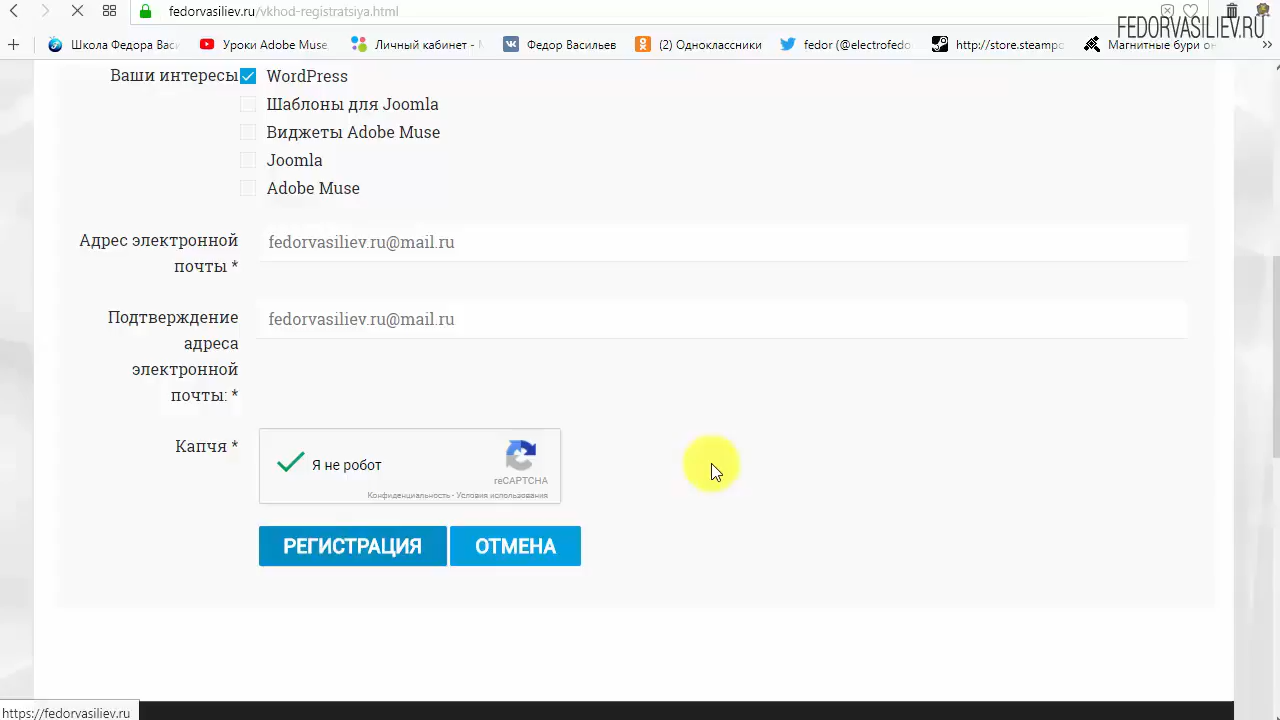 fedorvasiliev.ru/vkhod-registratsiya.html
FEDORVASILIEV.RU
Школа Федора Васи
Уроки Adobe Muse,
Личный кабинет -
Федор Васильев
(2) Одноклассники
fedor (@electrofedo
http://store.steampo
Магнитные бури он
Ваши интересы
WordPress
Шаблоны для Joomla
Виджеты Adobe Muse
Joomla
Adobe Muse
Адрес электронной
почты *
fedorvasiliev.ru@mail.ru
Подтверждение
адреса
электронной
почты: *
fedorvasiliev.ru@mail.ru
Капчя *
Я не робот
reCAPTCHA
Конфиденциальность - Условия использования
РЕГИСТРАЦИЯ
ОТМЕНА
https://fedorvasiliev.ru